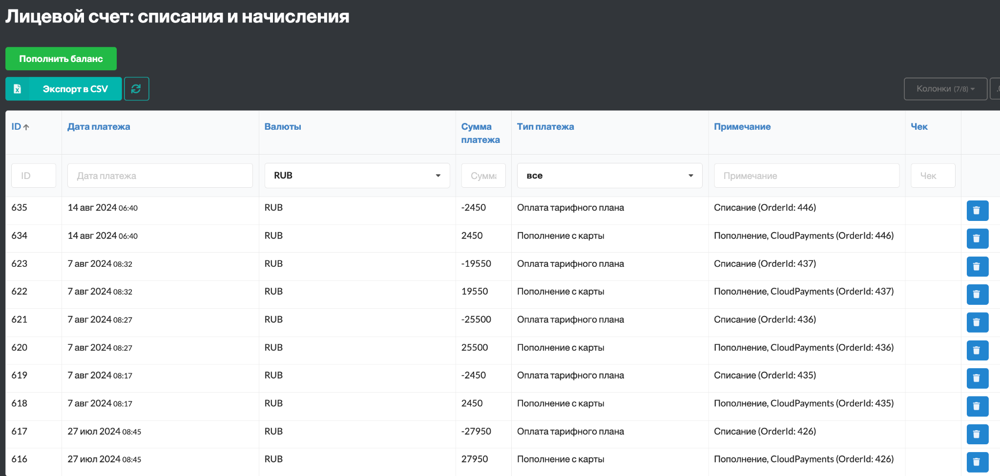 Лицевой счет: списания и начисления
Пополнить баланс
Экспорт в CSV
Колонки (7/8)
ID Дата платежа Валюты Сумма платежа Тип платежа Примечание Чек
ID Дата платежа RUB Сумма все Примечание Чек
635 14 авг 2024 06:40 RUB -2450 Оплата тарифного плана Списание (OrderId: 446)
634 14 авг 2024 06:40 RUB 2450 Пополнение с карты Пополнение, CloudPayments (OrderId: 446)
623 7 авг 2024 08:32 RUB -19550 Оплата тарифного плана Списание (OrderId: 437)
622 7 авг 2024 08:32 RUB 19550 Пополнение с карты Пополнение, CloudPayments (OrderId: 437)
621 7 авг 2024 08:27 RUB -25500 Оплата тарифного плана Списание (OrderId: 436)
620 7 авг 2024 08:27 RUB 25500 Пополнение с карты Пополнение, CloudPayments (OrderId: 436)
619 7 авг 2024 08:17 RUB -2450 Оплата тарифного плана Списание (OrderId: 435)
618 7 авг 2024 08:17 RUB 2450 Пополнение с карты Пополнение, CloudPayments (OrderId: 435)
617 27 июл 2024 08:45 RUB -27950 Оплата тарифного плана Списание (OrderId: 426)
616 27 июл 2024 08:45 RUB 27950 Пополнение с карты Пополнение, CloudPayments (OrderId: 426)